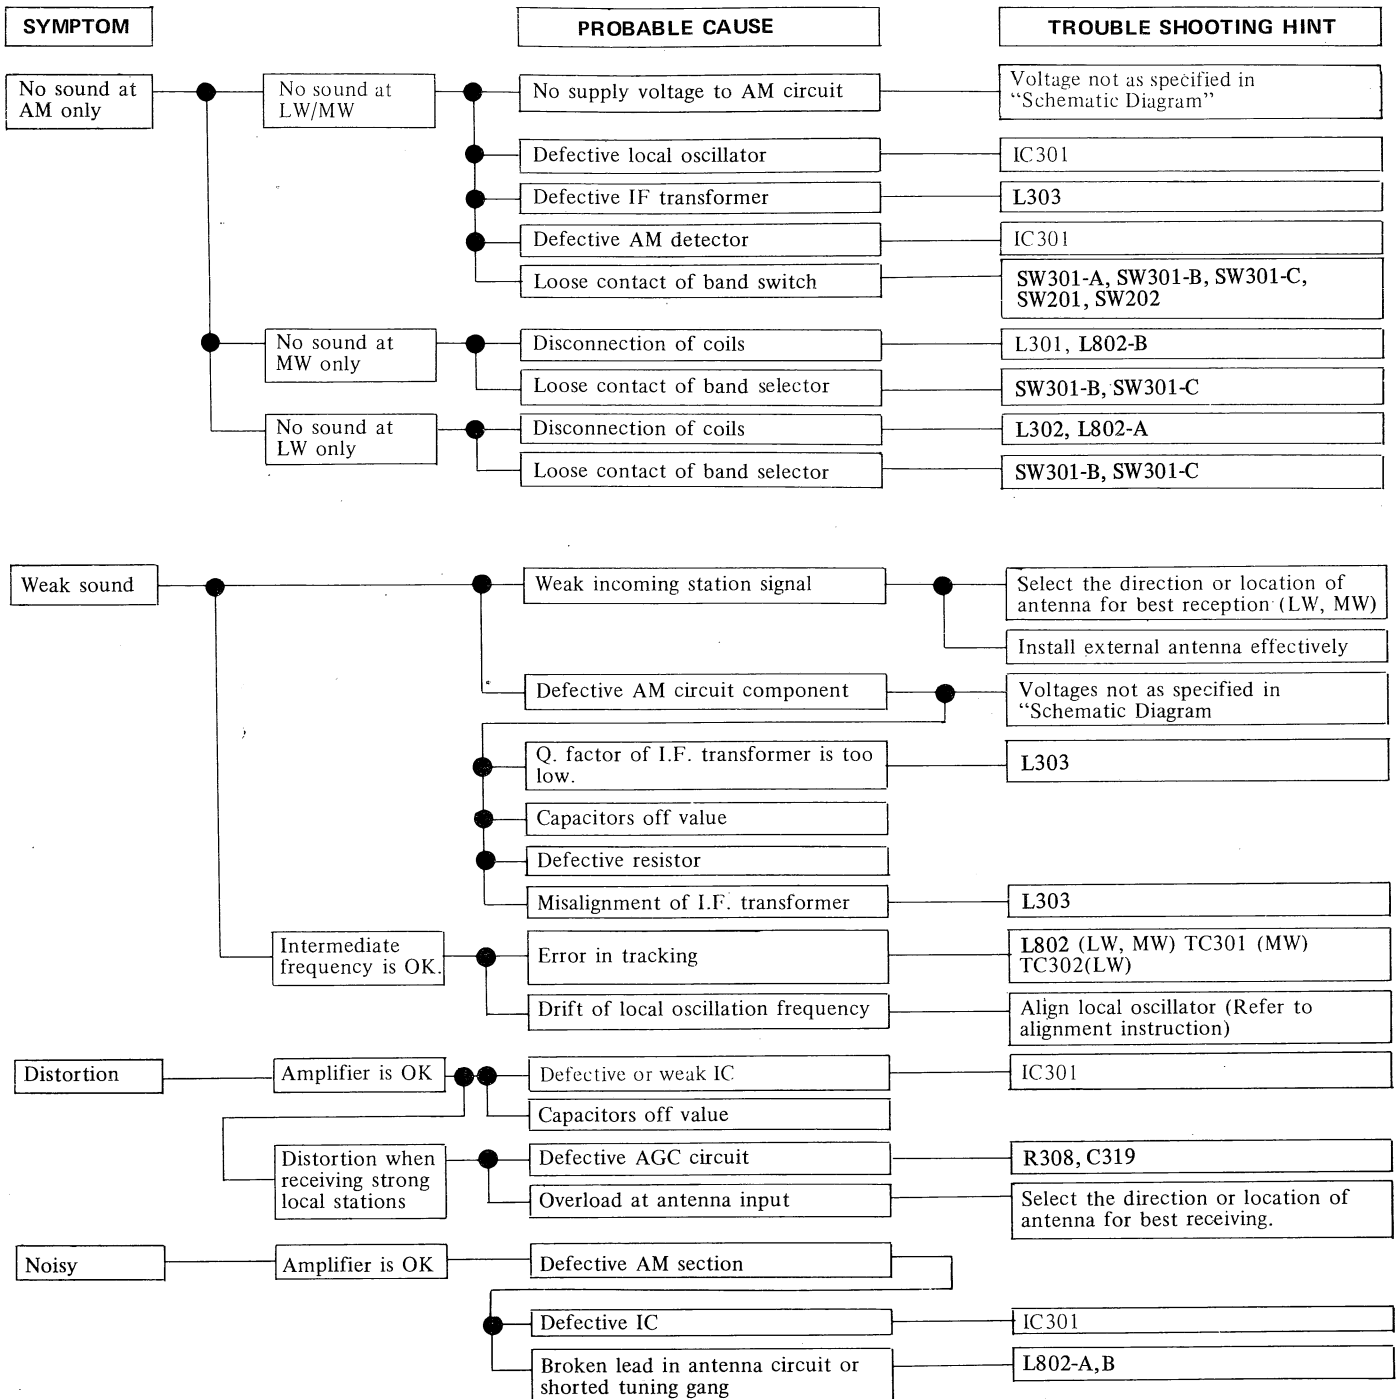 SYMPTOM
PROBABLE CAUSE
TROUBLE SHOOTING HINT
No sound at
AM only
No sound at
LW/MW
No supply voltage to AM circuit
Voltage not as specified in
“Schematic Diagram”
Defective local oscillator
IC301
Defective IF transformer
L303
Defective AM detector
IC301
Loose contact of band switch
SW301-A, SW301-B, SW301-C,
SW201, SW202
No sound at
MW only
Disconnection of coils
L301, L802-B
Loose contact of band selector
SW301-B, SW301-C
No sound at
LW only
Disconnection of coils
L302, L802-A
Loose contact of band selector
SW301-B, SW301-C
Weak sound
Weak incoming station signal
Select the direction or location of
antenna for best reception (LW, MW)
Install external antenna effectively
Defective AM circuit component
Voltages not as specified in
“Schematic Diagram
Q. factor of I.F. transformer is too
low.
L303
Capacitors off value
Defective resistor
Misalignment of I.F. transformer
L303
Intermediate
frequency is OK.
Error in tracking
L802 (LW, MW) TC301 (MW)
TC302(LW)
Drift of local oscillation frequency
Align local oscillator (Refer to
alignment instruction)
Distortion
Amplifier is OK
Defective or weak IC
IC301
Capacitors off value
Distortion when
receiving strong
local stations
Defective AGC circuit
R308, C319
Overload at antenna input
Select the direction or location of
antenna for best receiving.
Noisy
Amplifier is OK
Defective AM section
Defective IC
IC301
Broken lead in antenna circuit or
shorted tuning gang
L802-A,B